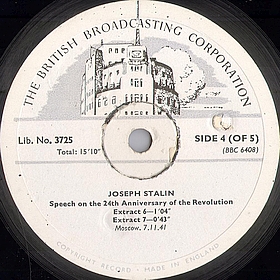 THE BRITISH BROADCASTING CORPORATION
Lib. No. 3725
SIDE 4 (OF 5)
Total: 15'10"
(BBC 6408)
JOSEPH STALIN
Speech on the 24th Anniversary of the Revolution
Extract 6—1'04"
Extract 7—0'43"
Moscow, 7.11.41
COPYRIGHT RECORD - MADE IN ENGLAND